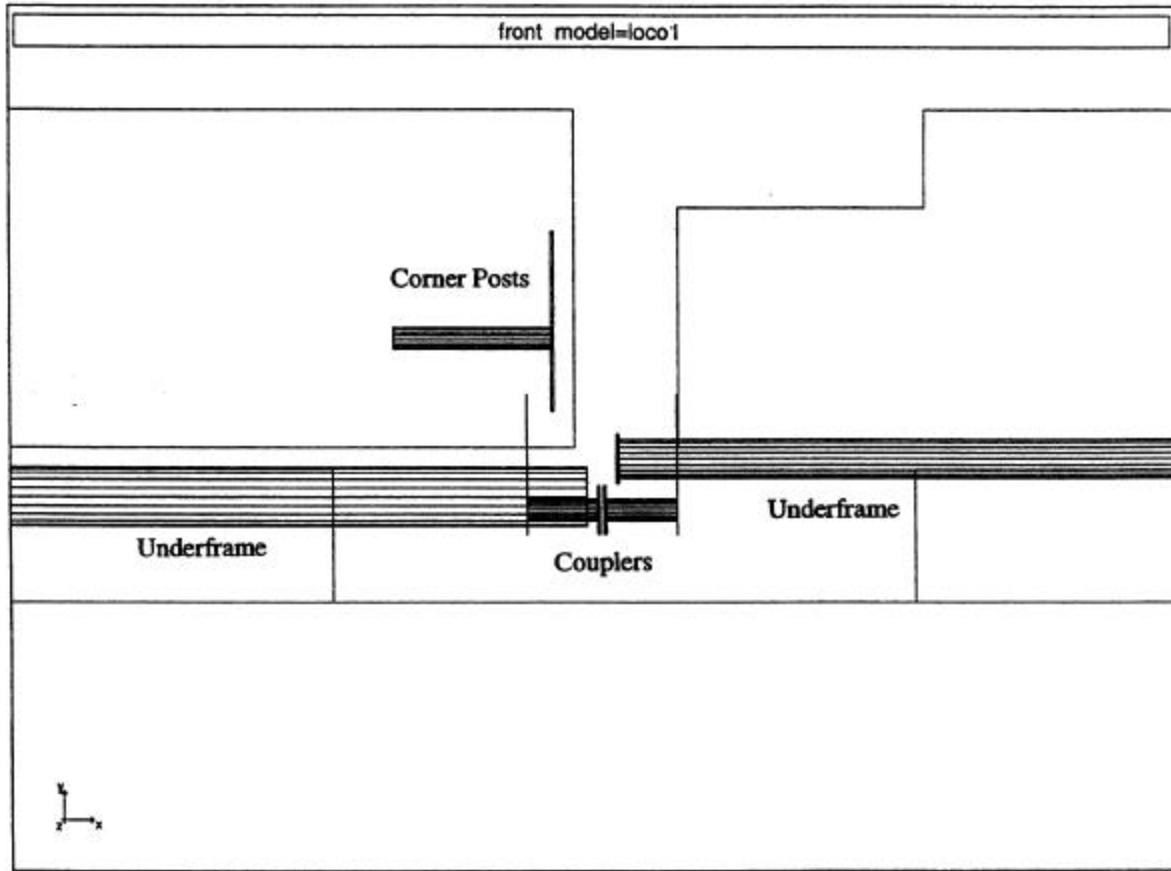 front model=loco1
Corner Posts
Underframe
Underframe
Couplers
y
z
x